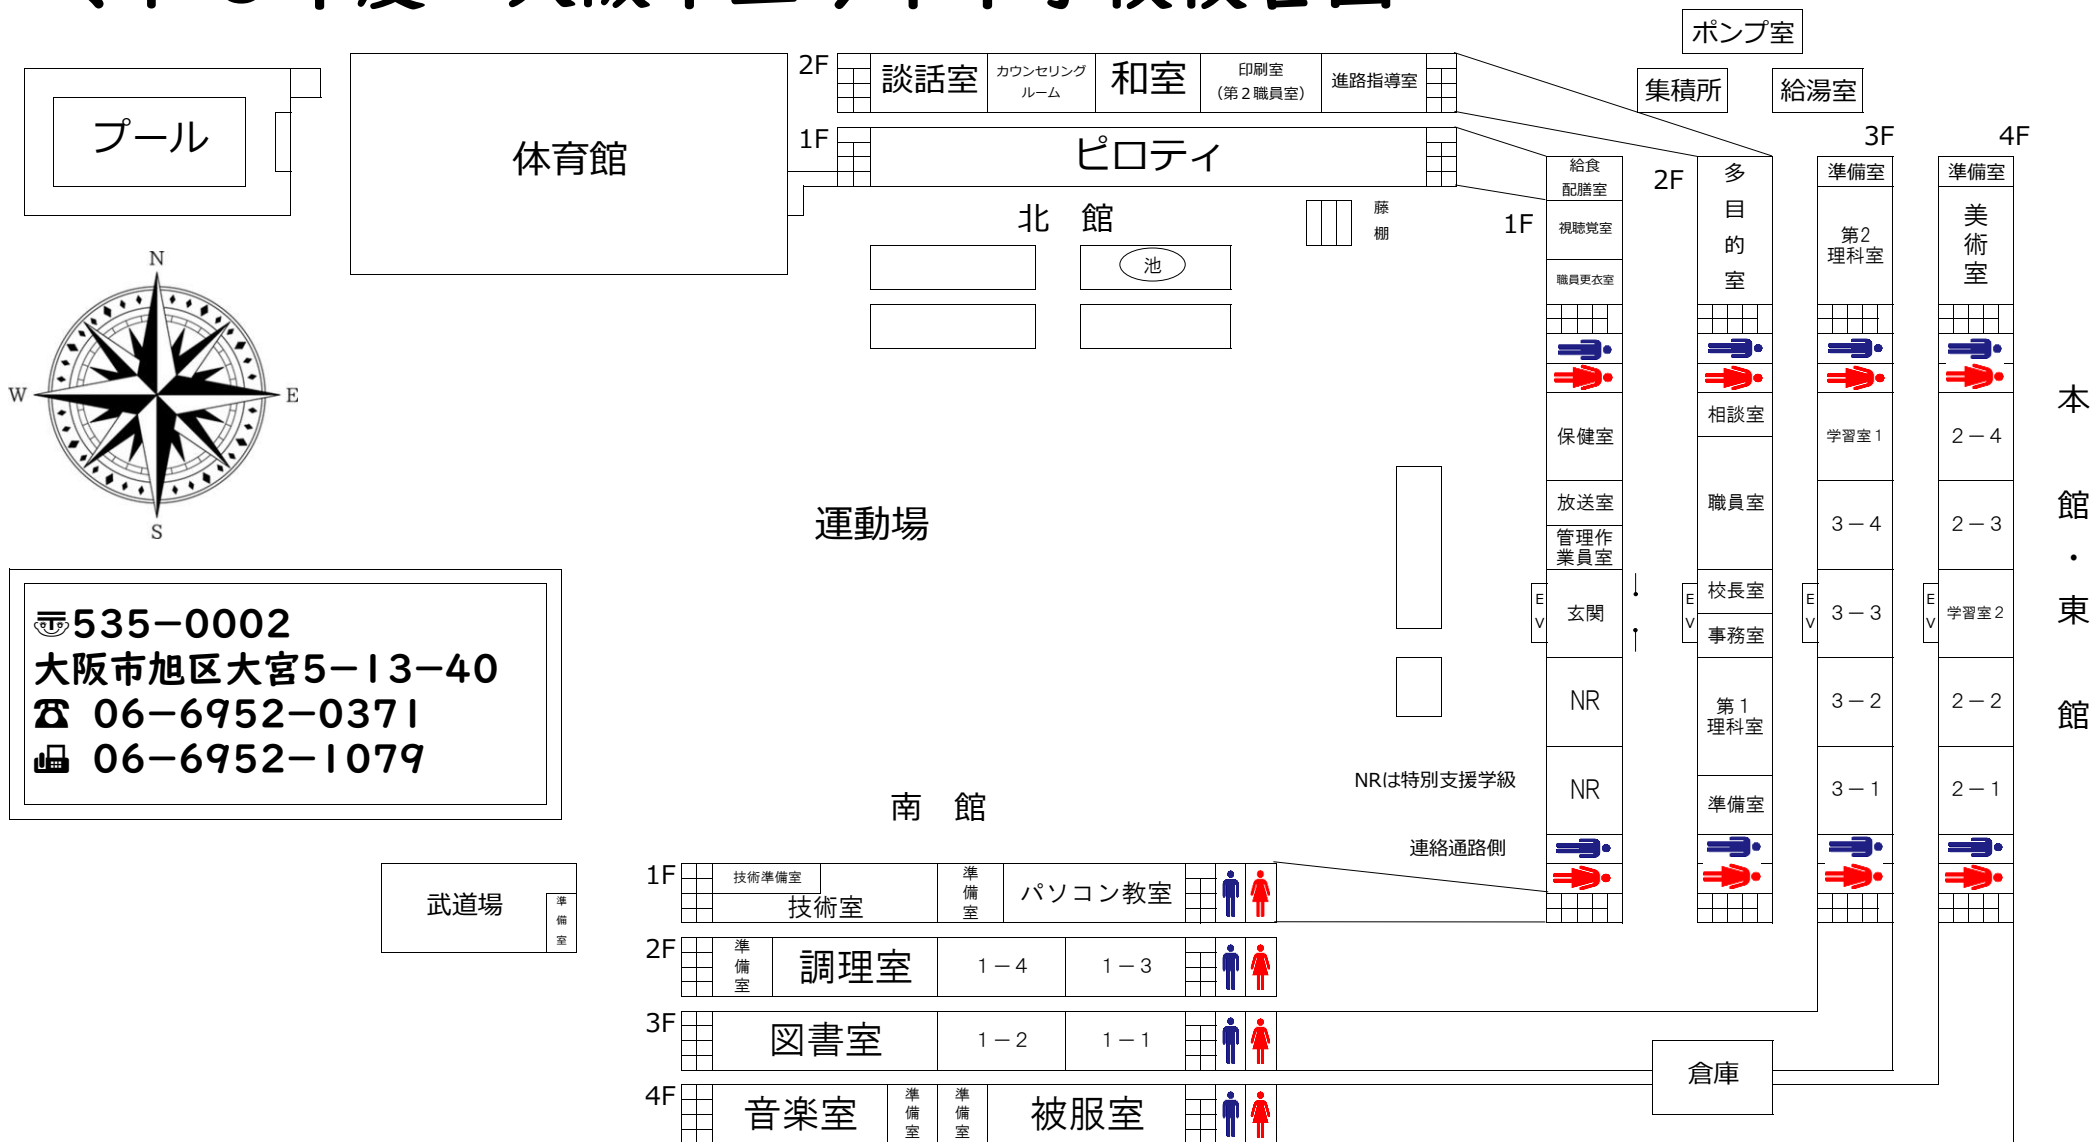 ポンプ室
集積所
給湯室
プール
体育館
2F
談話室
カウンセリング
ルーム
和室
印刷室
(第２職員室)
進路指導室
1F
ピロティ
北 館
藤
棚
池
N
W
E
S
運動場
〒535-0002
大阪市旭区大宮5-13-40
☎ 06-6952-0371
📠 06-6952-1079
1F
給食
配膳室
視聴覚室
職員更衣室
保健室
放送室
管理作
業員室
EV
玄関
NR
NR
2F
多目的室
相談室
職員室
EV
校長室
事務室
第１
理科室
準備室
3F
準備室
第2
理科室
学習室１
３－４
EV
３－３
３－２
３－１
4F
準備室
美術室
２－４
２－３
EV
学習室２
２－２
２－１
本館・東館
NRは特別支援学級
連絡通路側
南 館
武道場
準備室
1F
技術準備室
技術室
準備室
パソコン教室
2F
準備室
調理室
１－４
１－３
3F
図書室
１－２
１－１
4F
音楽室
準備室
準備室
被服室
倉庫